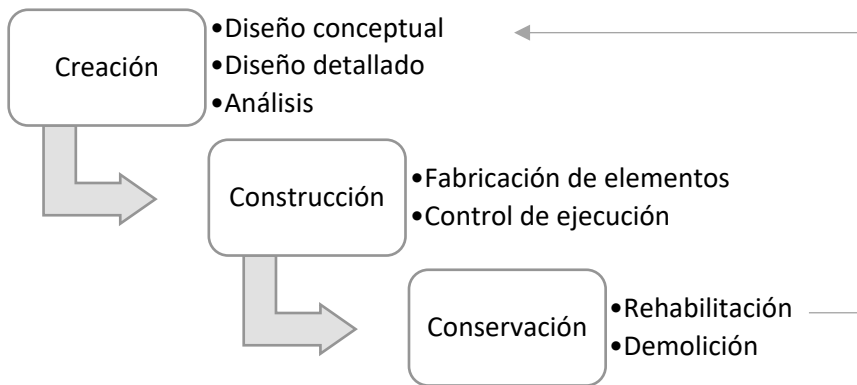 Creación
•Diseño conceptual
•Diseño detallado
•Análisis
Construcción
•Fabricación de elementos
•Control de ejecución
Conservación
•Rehabilitación
•Demolición